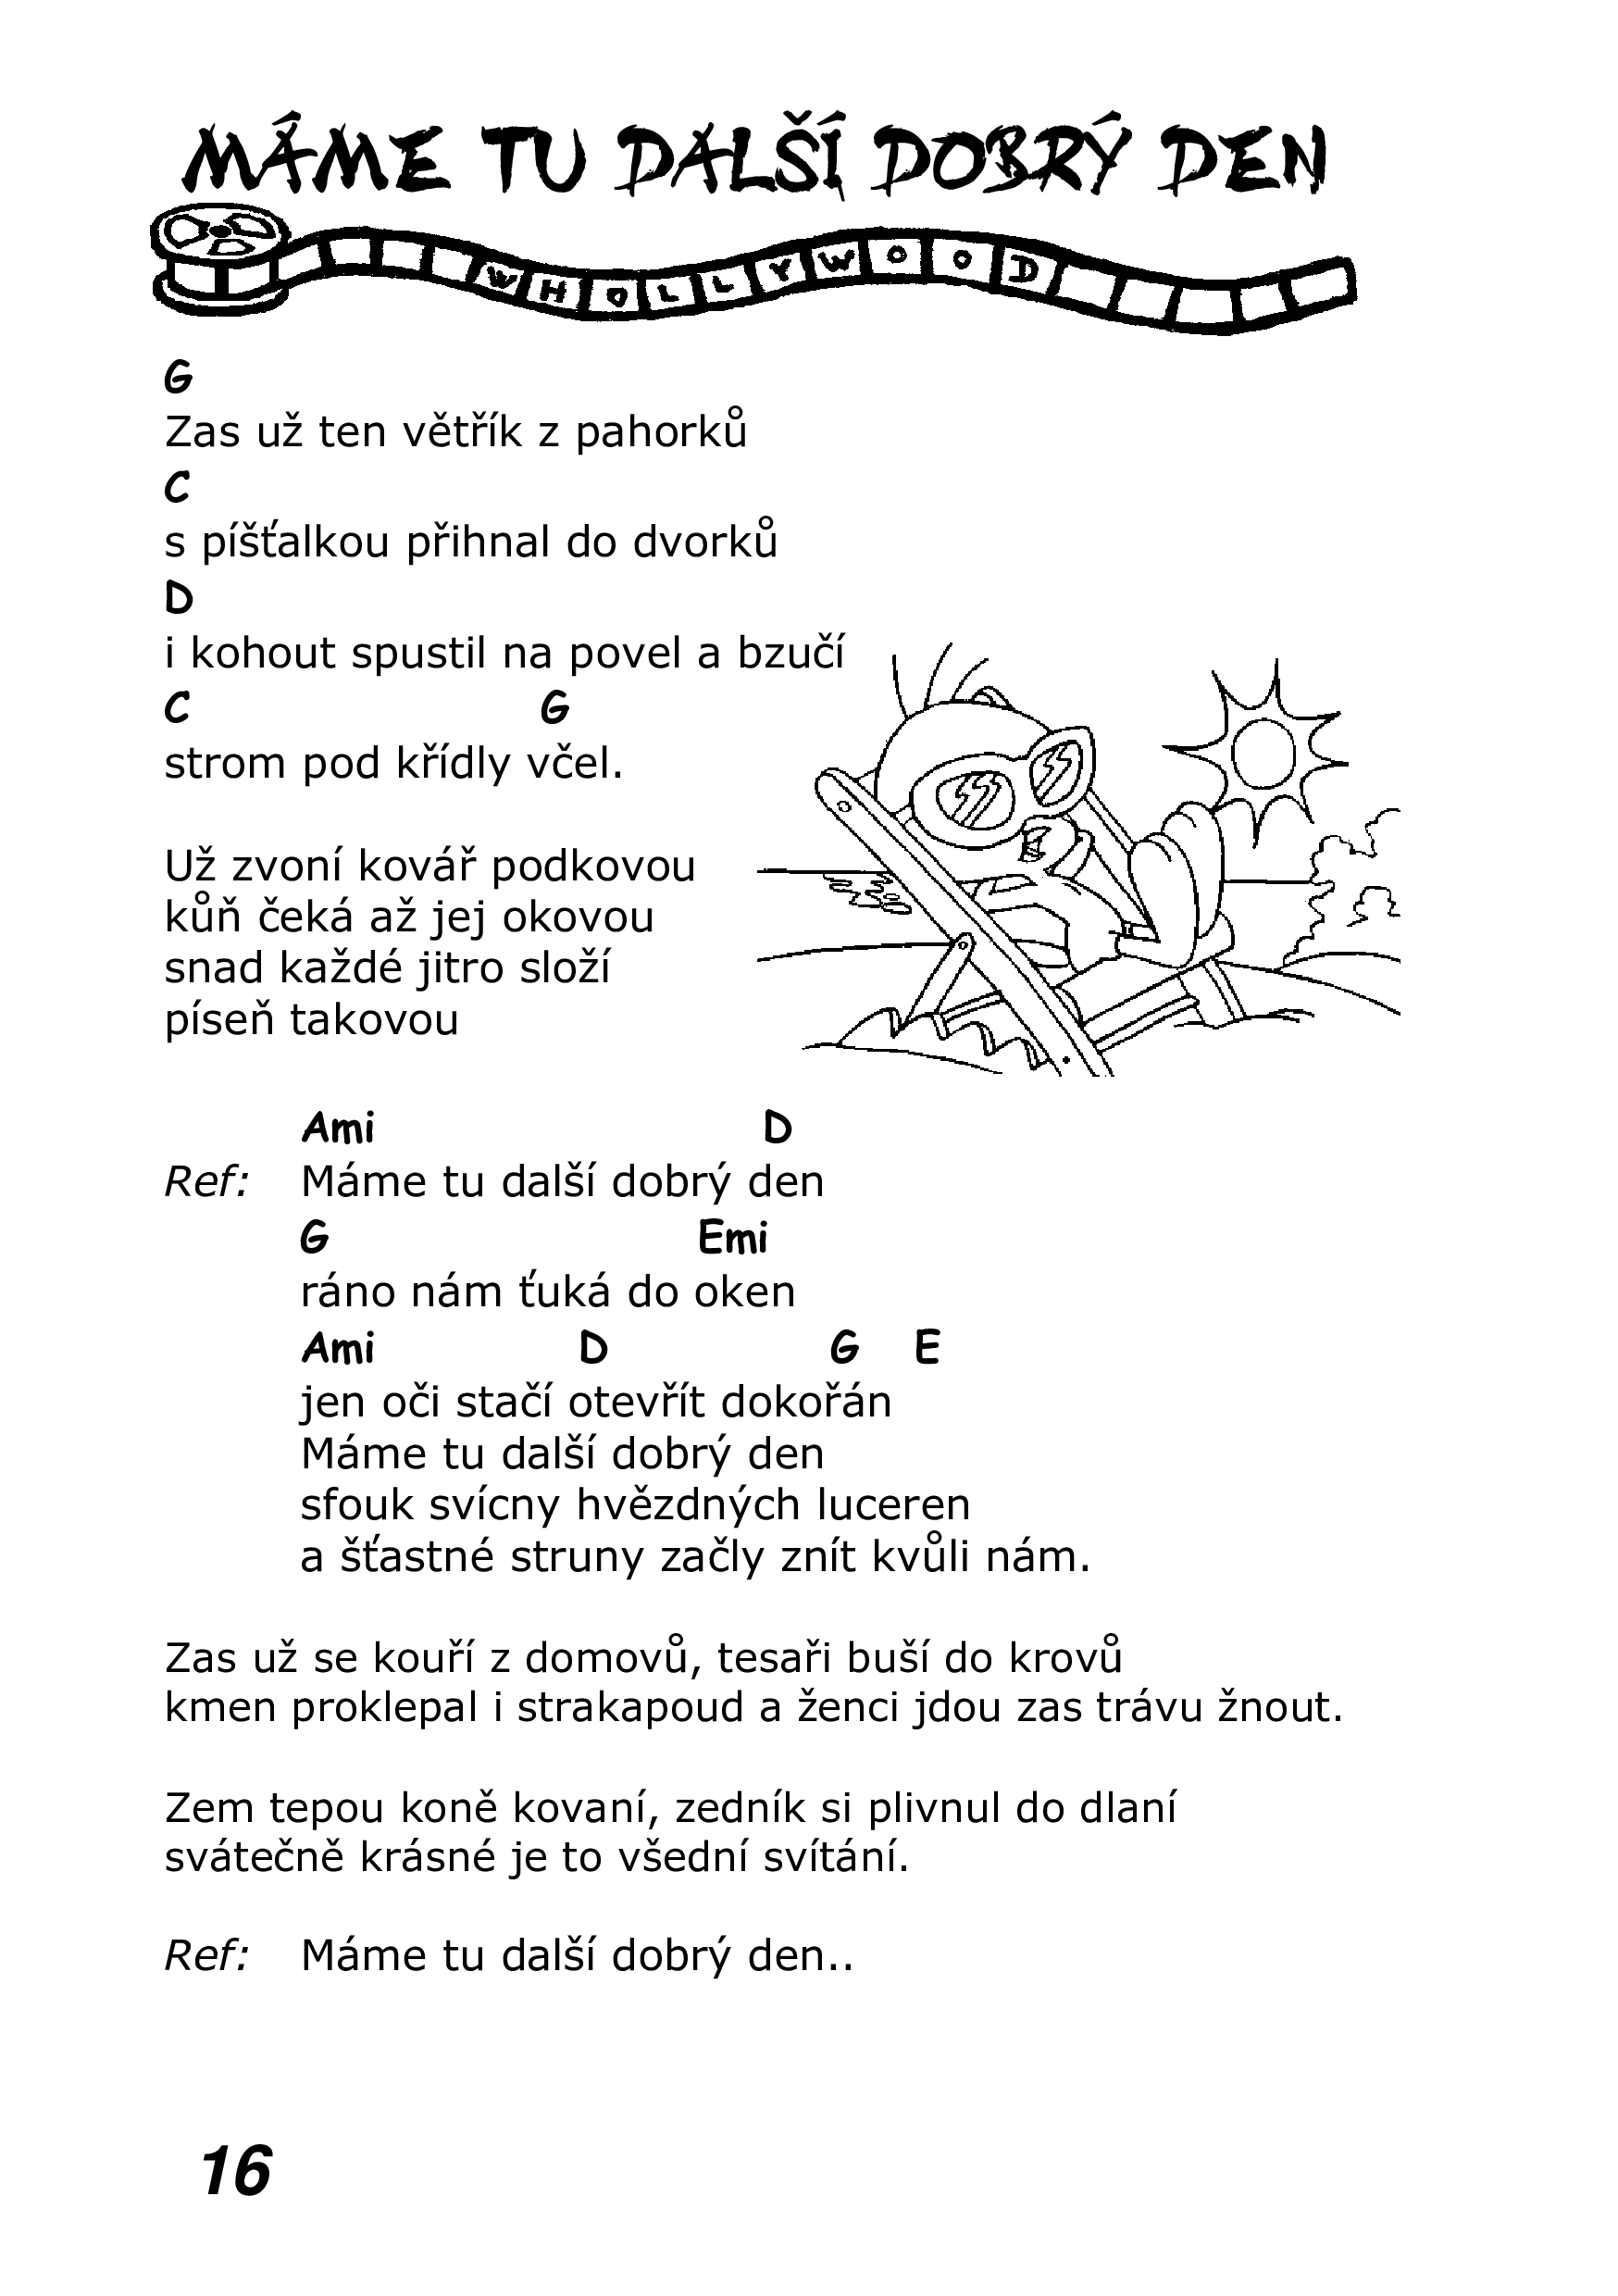 MÁME TU DALŠÍ DOBRÝ DEN
WHOLLYWOOD
G
Zas už ten větřík z pahorků
C
s píšťalkou přihnal do dvorků
D
i kohout spustil na povel a bzučí
C G
strom pod křídly včel.
Už zvoní kovář podkovou
kůň čeká až jej okovou
snad každé jitro složí
píseň takovou
Ami D
Ref: Máme tu další dobrý den
G Emi
ráno nám ťuká do oken
Ami D G E
jen oči stačí otevřít dokořán
Máme tu další dobrý den
sfouk svícny hvězdných luceren
a šťastné struny začly znít kvůli nám.
Zas už se kouří z domovů, tesaři buší do krovů
kmen proklepal i strakapoud a ženci jdou zas trávu žnout.
Zem tepou koně kovaní, zedník si plivnul do dlaní
svátečně krásné je to všední svítání.
Ref: Máme tu další dobrý den..
16